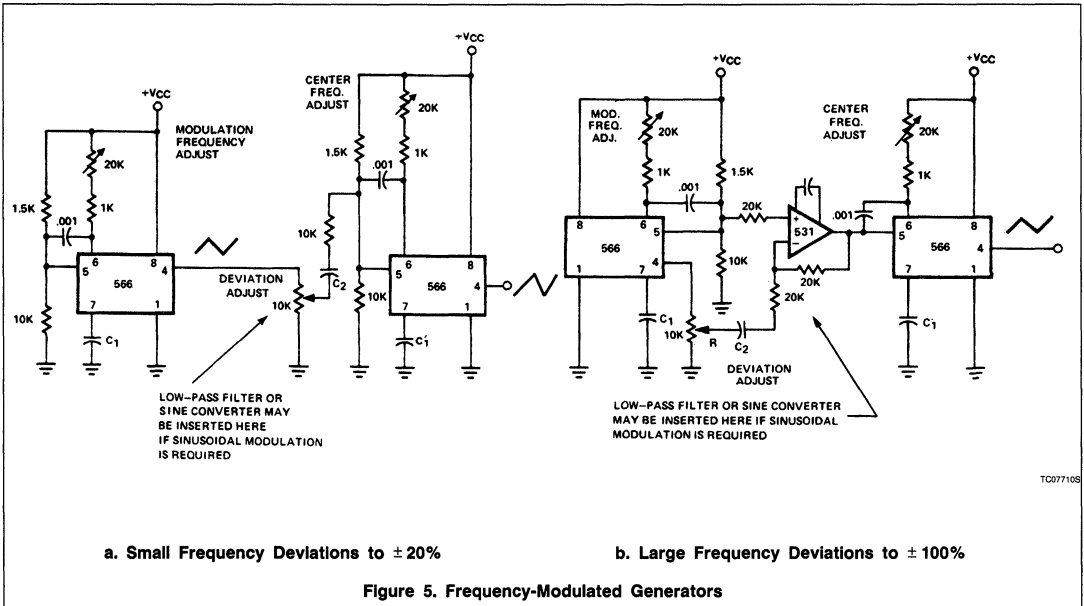 +VCC
MODULATION
FREQUENCY
ADJUST
20K
1.5K
.001
1K
5
6
8
4
566
7
1
10K
C1
DEVIATION
ADJUST
10K
LOW–PASS FILTER OR
SINE CONVERTER MAY
BE INSERTED HERE
IF SINUSOIDAL MODULATION
IS REQUIRED
+VCC
CENTER
FREQ.
ADJUST
20K
1.5K
1K
.001
10K
C2
10K
5
6
8
566
4
7
1
C'1
+VCC
MOD.
FREQ.
ADJ.
20K
1K
.001
1.5K
8
6
5
566
4
1
7
C1
10K
R
C2
10K
20K
+
531
–
20K
20K
DEVIATION
ADJUST
LOW–PASS FILTER OR SINE CONVERTER
MAY BE INSERTED HERE IF SINUSOIDAL
MODULATION IS REQUIRED
+VCC
CENTER
FREQ.
ADJUST
20K
1K
.001
5
6
8
566
4
7
1
C'1
TC07710S
a. Small Frequency Deviations to ± 20%
b. Large Frequency Deviations to ± 100%
Figure 5. Frequency-Modulated Generators